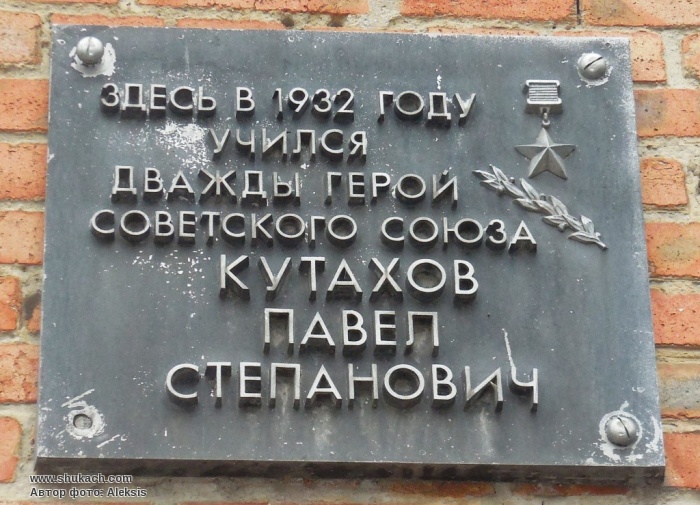 ЗДЕСЬ В 1932 ГОДУ
УЧИЛСЯ
ДВАЖДЫ ГЕРОЙ
СОВЕТСКОГО СОЮЗА
КУТАХОВ
ПАВЕЛ
СТЕПАНОВИЧ
www.shukach.com
Автор фото: Aleksis